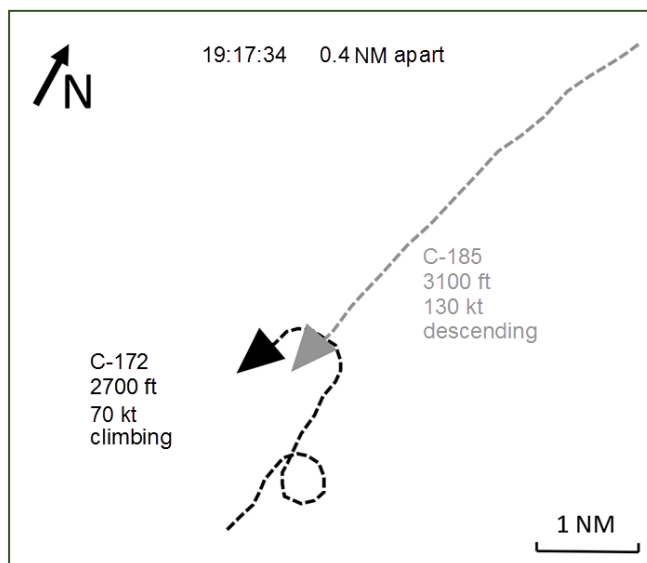 19:17:34 0.4 NM apart
N
C-185
3100 ft
130 kt
descending
C-172
2700 ft
70 kt
climbing
1 NM